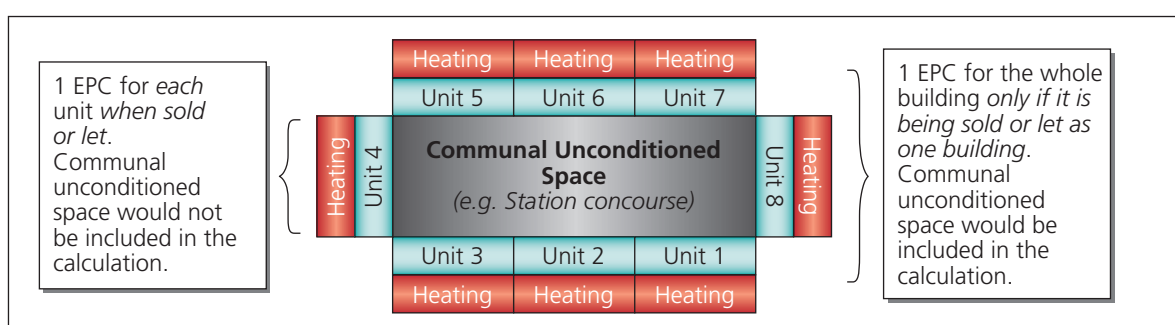 1 EPC for each
unit when sold
or let.
Communal
unconditioned
space would not
be included in the
calculation.
Heating Heating Heating
Unit 5 Unit 6 Unit 7
Heating
Unit 4
Communal Unconditioned
Space
(e.g. Station concourse)
Unit 8
Heating
Unit 3 Unit 2 Unit 1
Heating Heating Heating
1 EPC for the whole
building only if it is
being sold or let as
one building.
Communal
unconditioned
space would be
included in the
calculation.